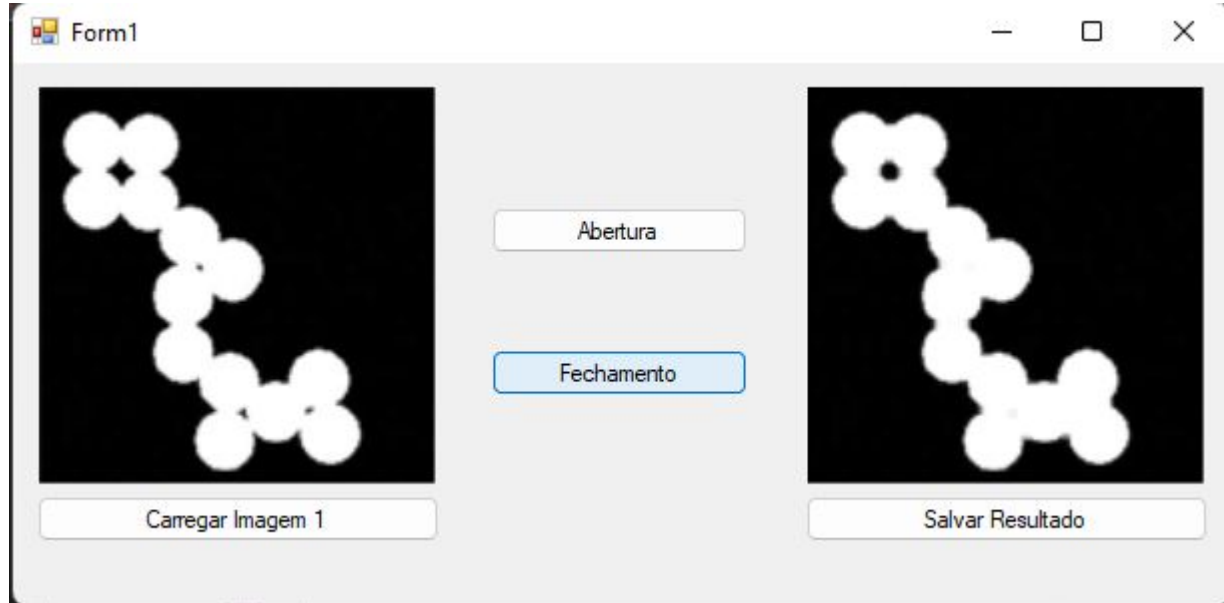 Form1
Abertura
Fechamento
Carregar Imagem 1
Salvar Resultado